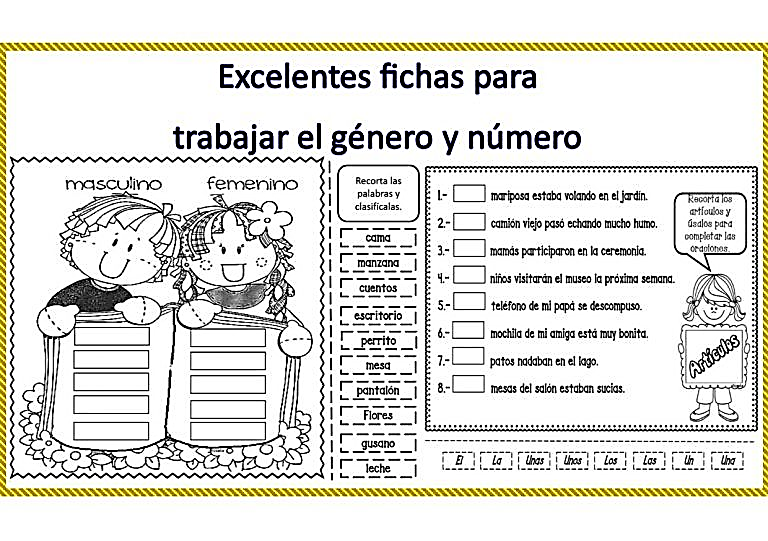 Excelentes fichas para
trabajar el género y número
masculino
femenino
Recorta las
palabras y
clasifícalas.
cama
manzana
cuentos
escritorio
perrito
mesa
pantalón
Flores
gusano
leche
1.- mariposa estaba volando en el jardín.
2.- camión viejo pasó echando mucho humo.
3.- mamás participaron en la ceremonia.
4.- niños visitarán el museo la próxima semana.
5.- teléfono de mi papá se descompuso.
6.- mochila de mi amiga está muy bonita.
7.- patos nadaban en el lago.
8.- mesas del salón estaban sucias.
Recorta los
artículos y
úsalos para
completar las
oraciones.
Artículos
El La Unas Unos Los Las Un Una